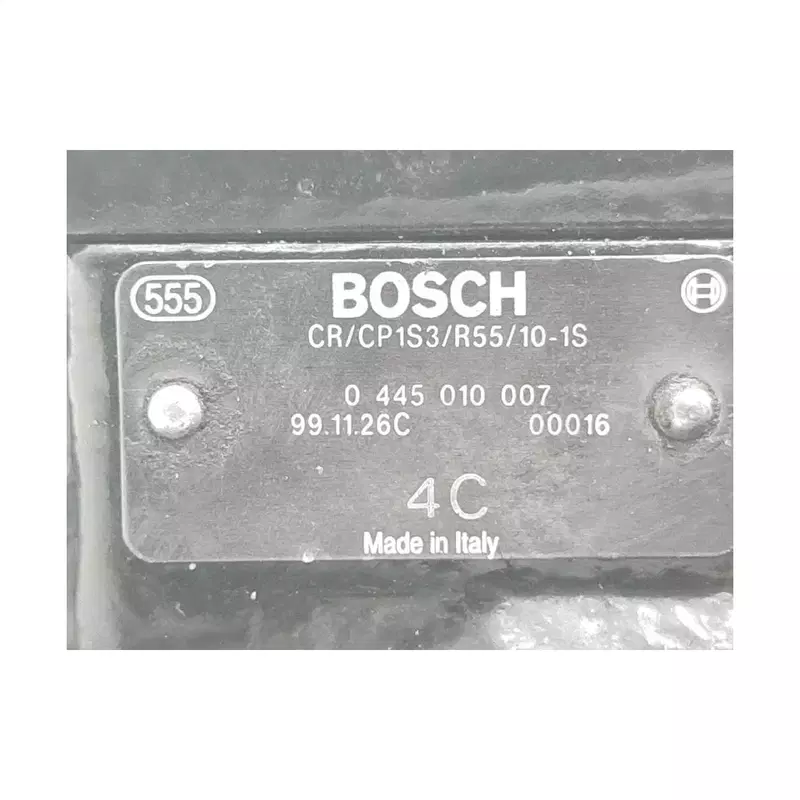 555 BOSCH
CR/CP1S3/R55/10-1S
0 445 010 007
99.11.26C 00016
4C
Made in Italy